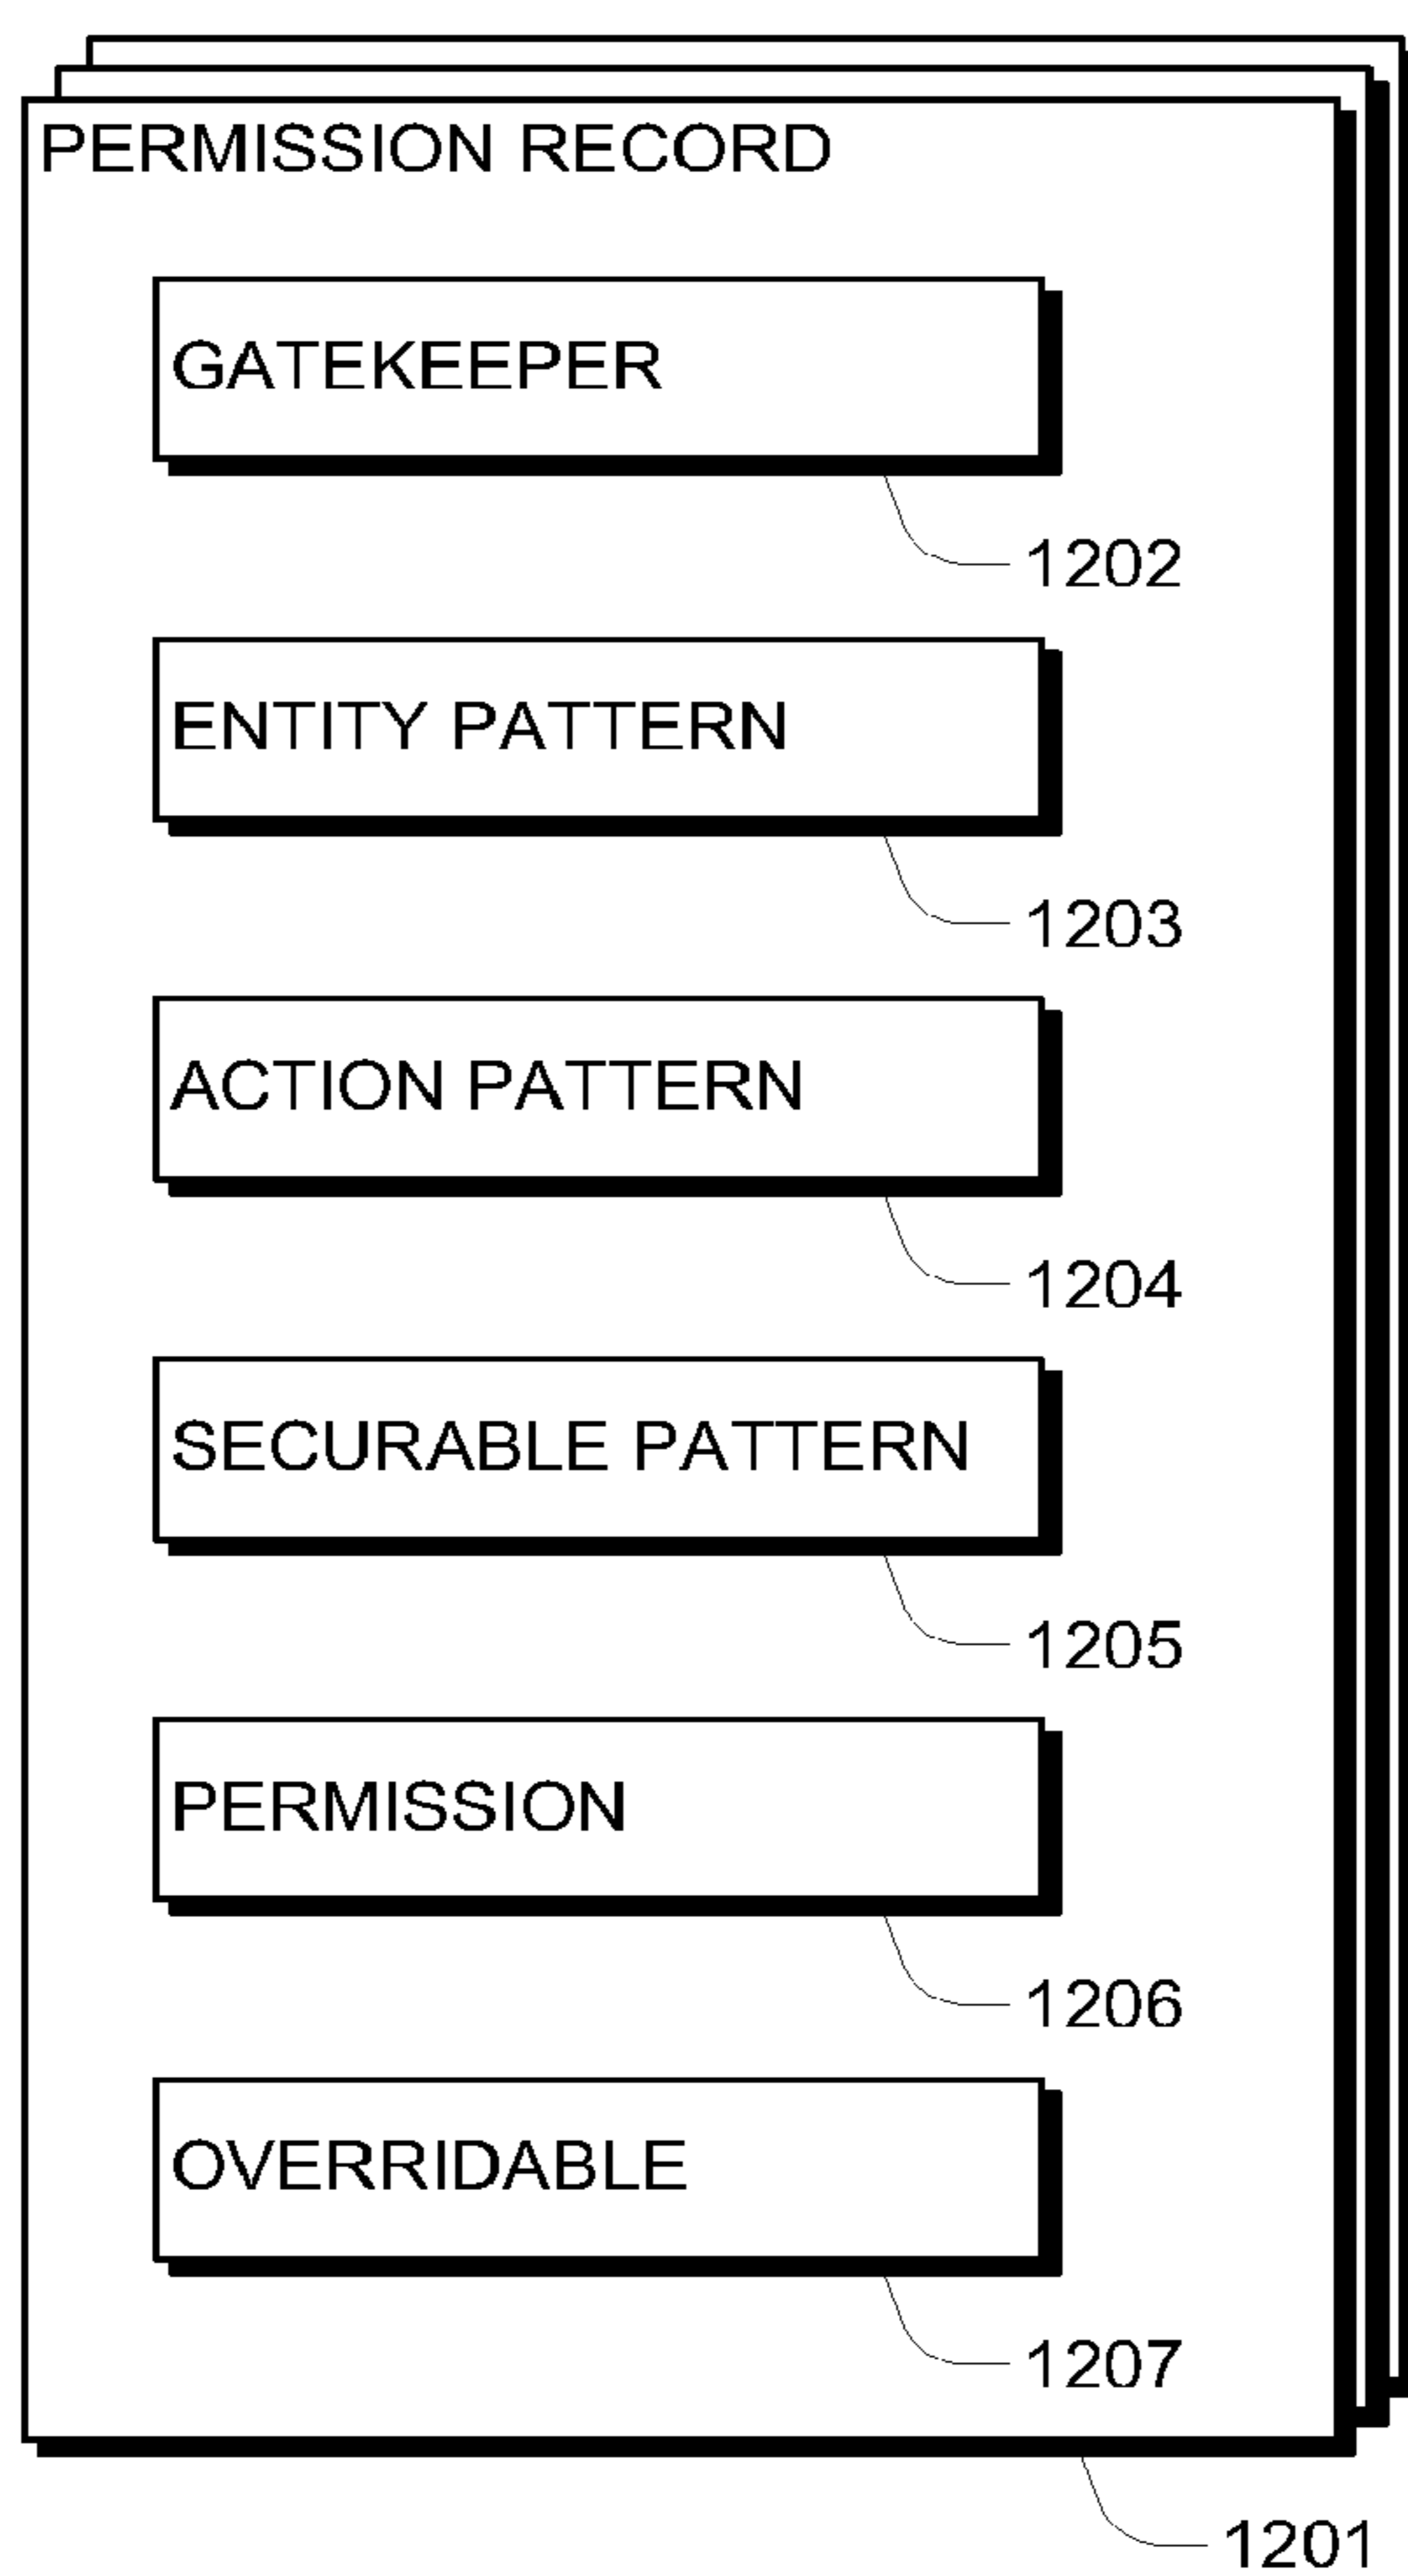 PERMISSION RECORD
GATEKEEPER
1202
ENTITY PATTERN
1203
ACTION PATTERN
1204
SECURABLE PATTERN
1205
PERMISSION
1206
OVERRIDABLE
1207
1201